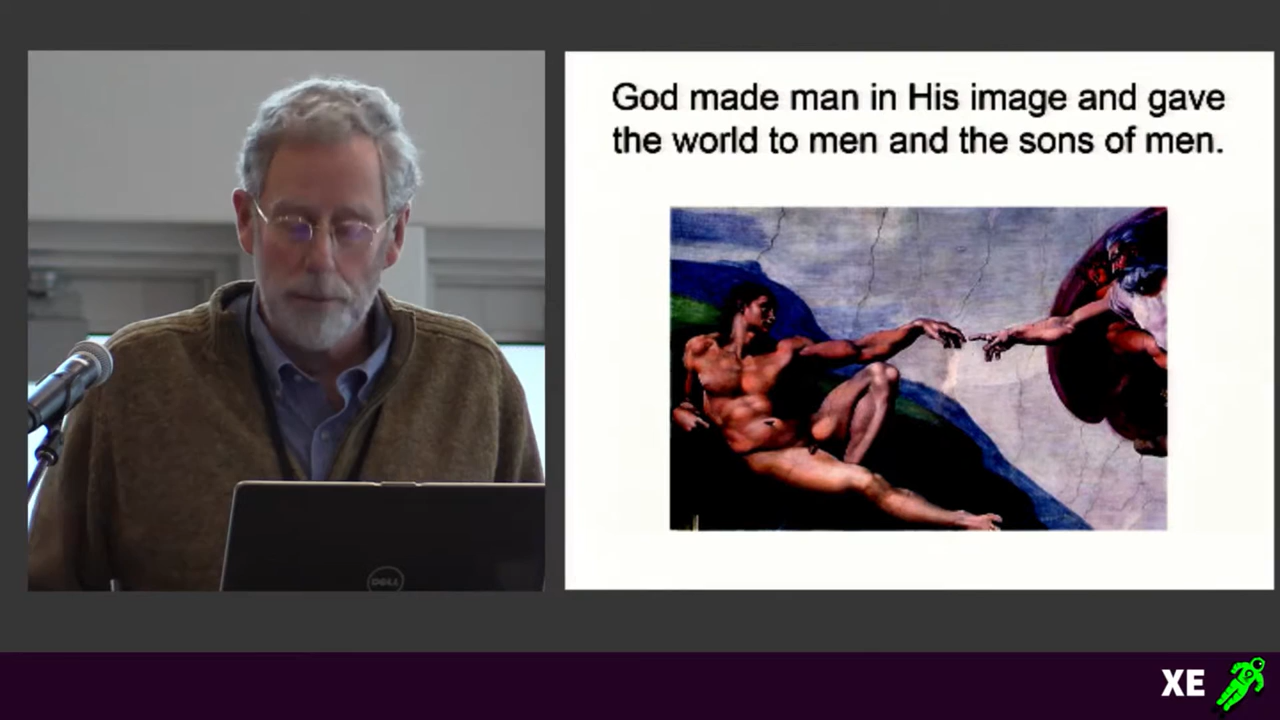 God made man in His image and gave
the world to men and the sons of men.
DELL
XE